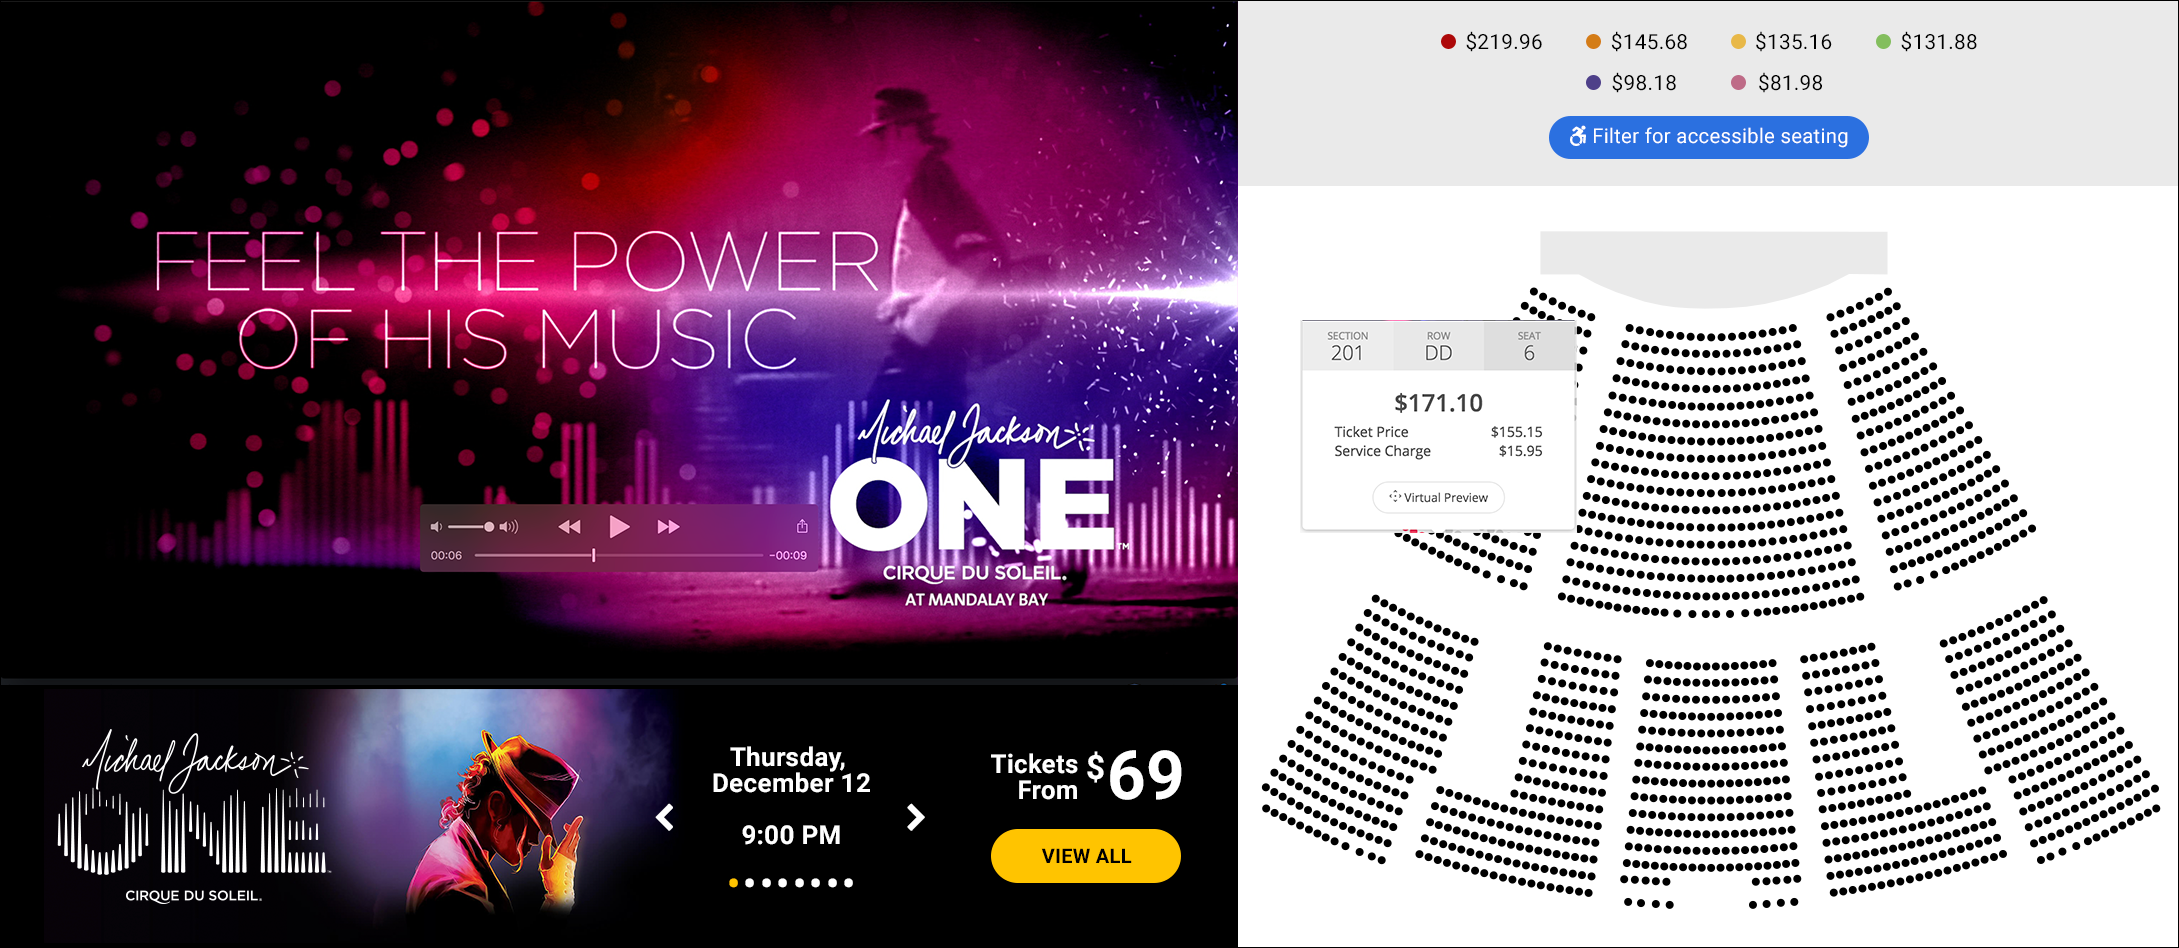 FEEL THE POWER
OF HIS MUSIC
Michael Jackson
ONE™
CIRQUE DU SOLEIL.
AT MANDALAY BAY
00:06
-00:09
Michael Jackson
ONE
CIRQUE DU SOLEIL.
Thursday,
December 12
9:00 PM
Tickets
From
$69
VIEW ALL
$219.96 $145.68 $135.16 $131.88
$98.18 $81.98
Filter for accessible seating
SECTION ROW SEAT
201 DD 6
$171.10
Ticket Price $155.15
Service Charge $15.95
Virtual Preview